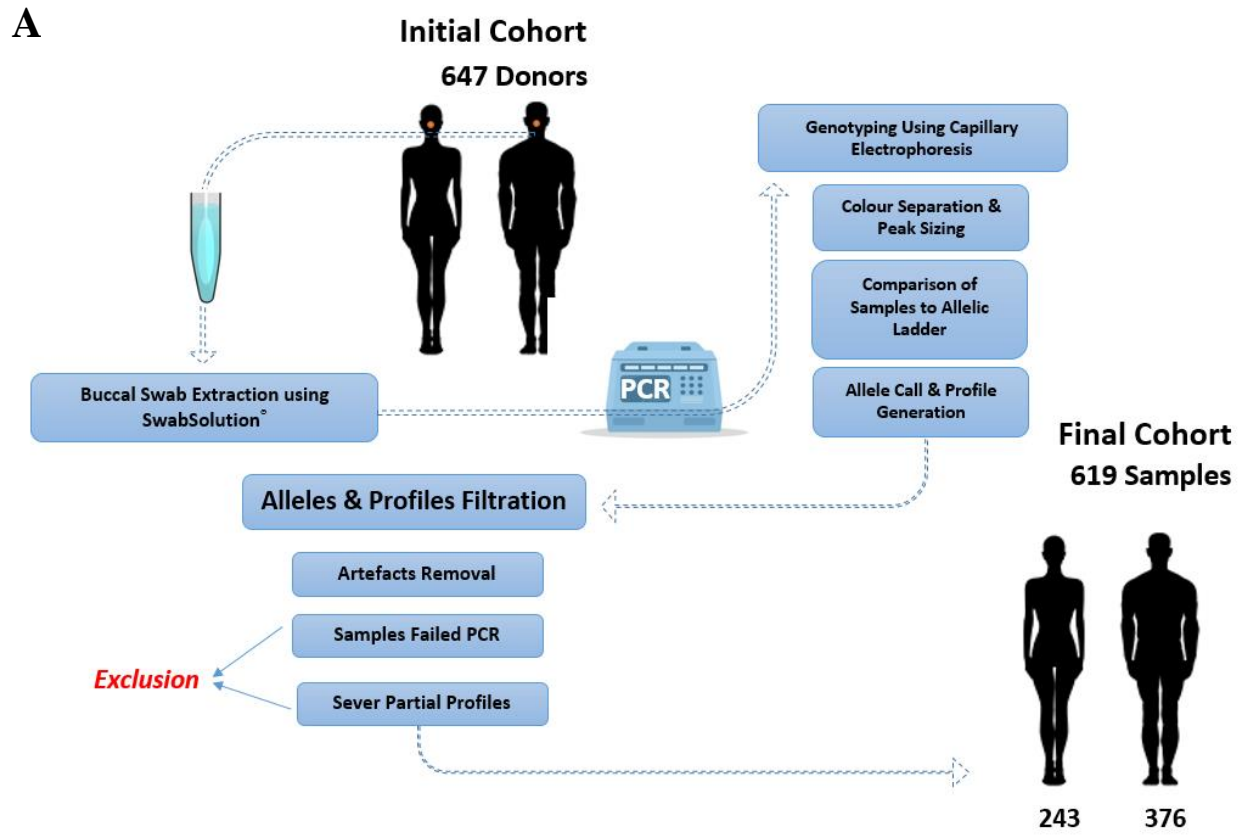 A
Initial Cohort
647 Donors
Genotyping Using Capillary
Electrophoresis
Colour Separation &
Peak Sizing
Comparison of
Samples to Allelic
Ladder
Allele Call & Profile
Generation
PCR
Buccal Swab Extraction using
SwabSolution°
Alleles & Profiles Filtration
Artefacts Removal
Samples Failed PCR
Sever Partial Profiles
Exclusion
Final Cohort
619 Samples
243
376